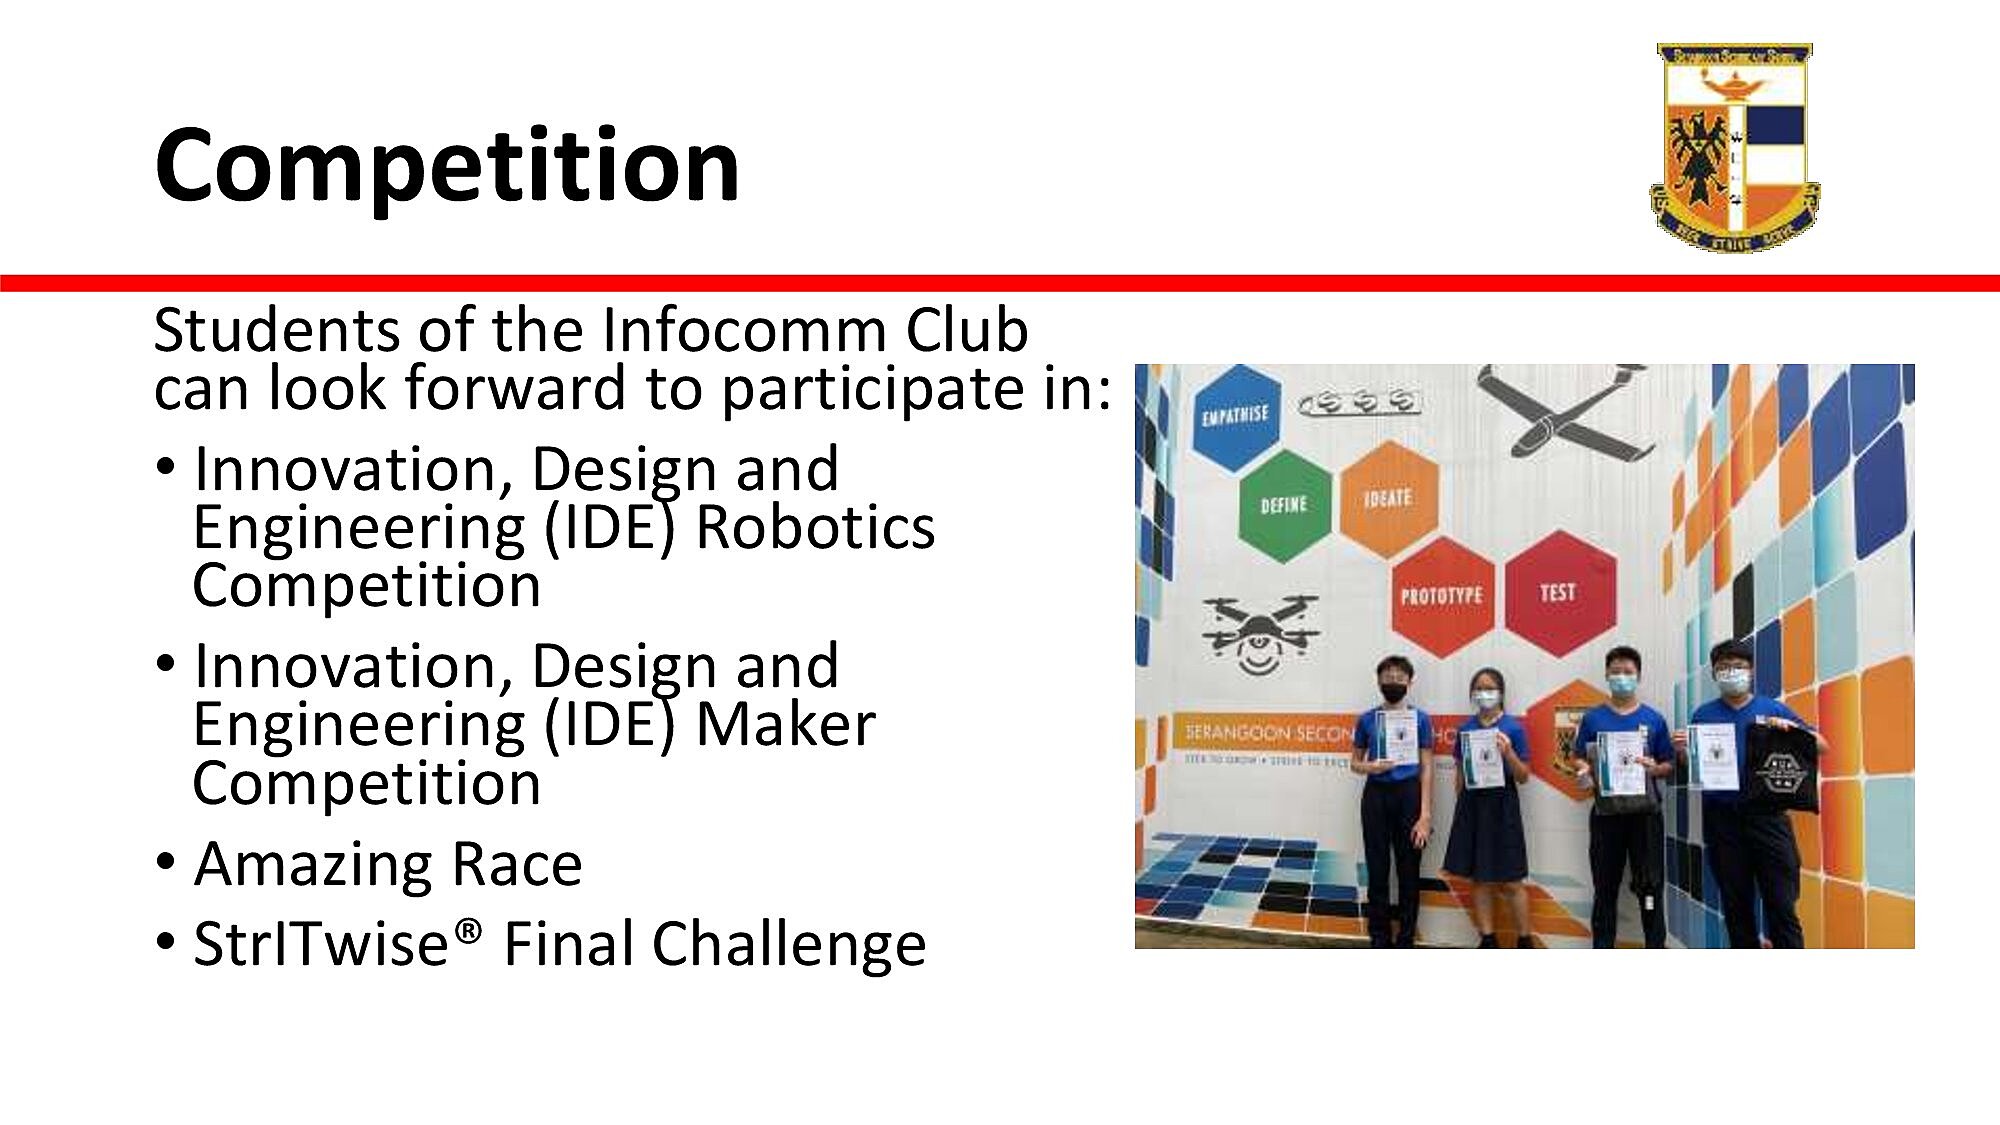 Competition
Students of the Infocomm Club
can look forward to participate in:
• Innovation, Design and
Engineering (IDE) Robotics
Competition
• Innovation, Design and
Engineering (IDE) Maker
Competition
• Amazing Race
• StrITwise® Final Challenge
EMPATHISE
DEFINE
IDEATE
PROTOTYPE
TEST
SERANGOON SECON